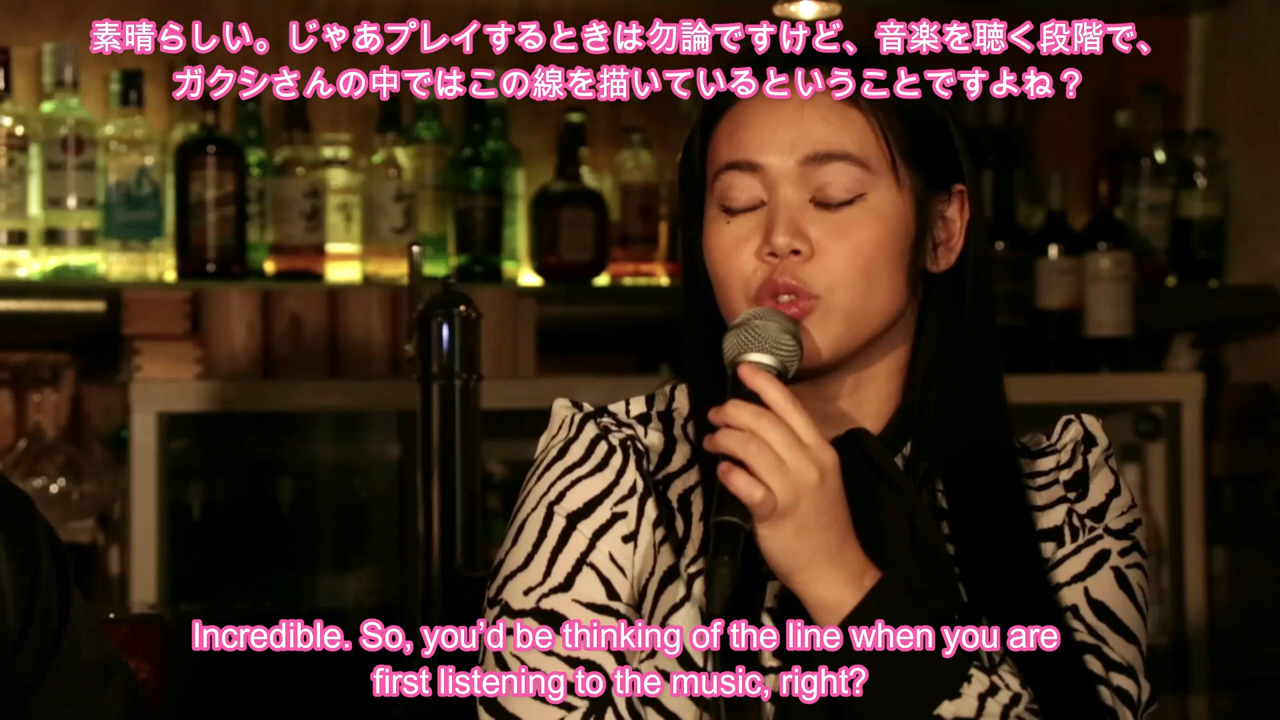 素晴らしい。じゃあプレイするときは勿論ですけど、音楽を聴く段階で、
ガクシさんの中ではこの線を描いているということですよね？
Incredible. So, you’d be thinking of the line when you are
first listening to the music, right?